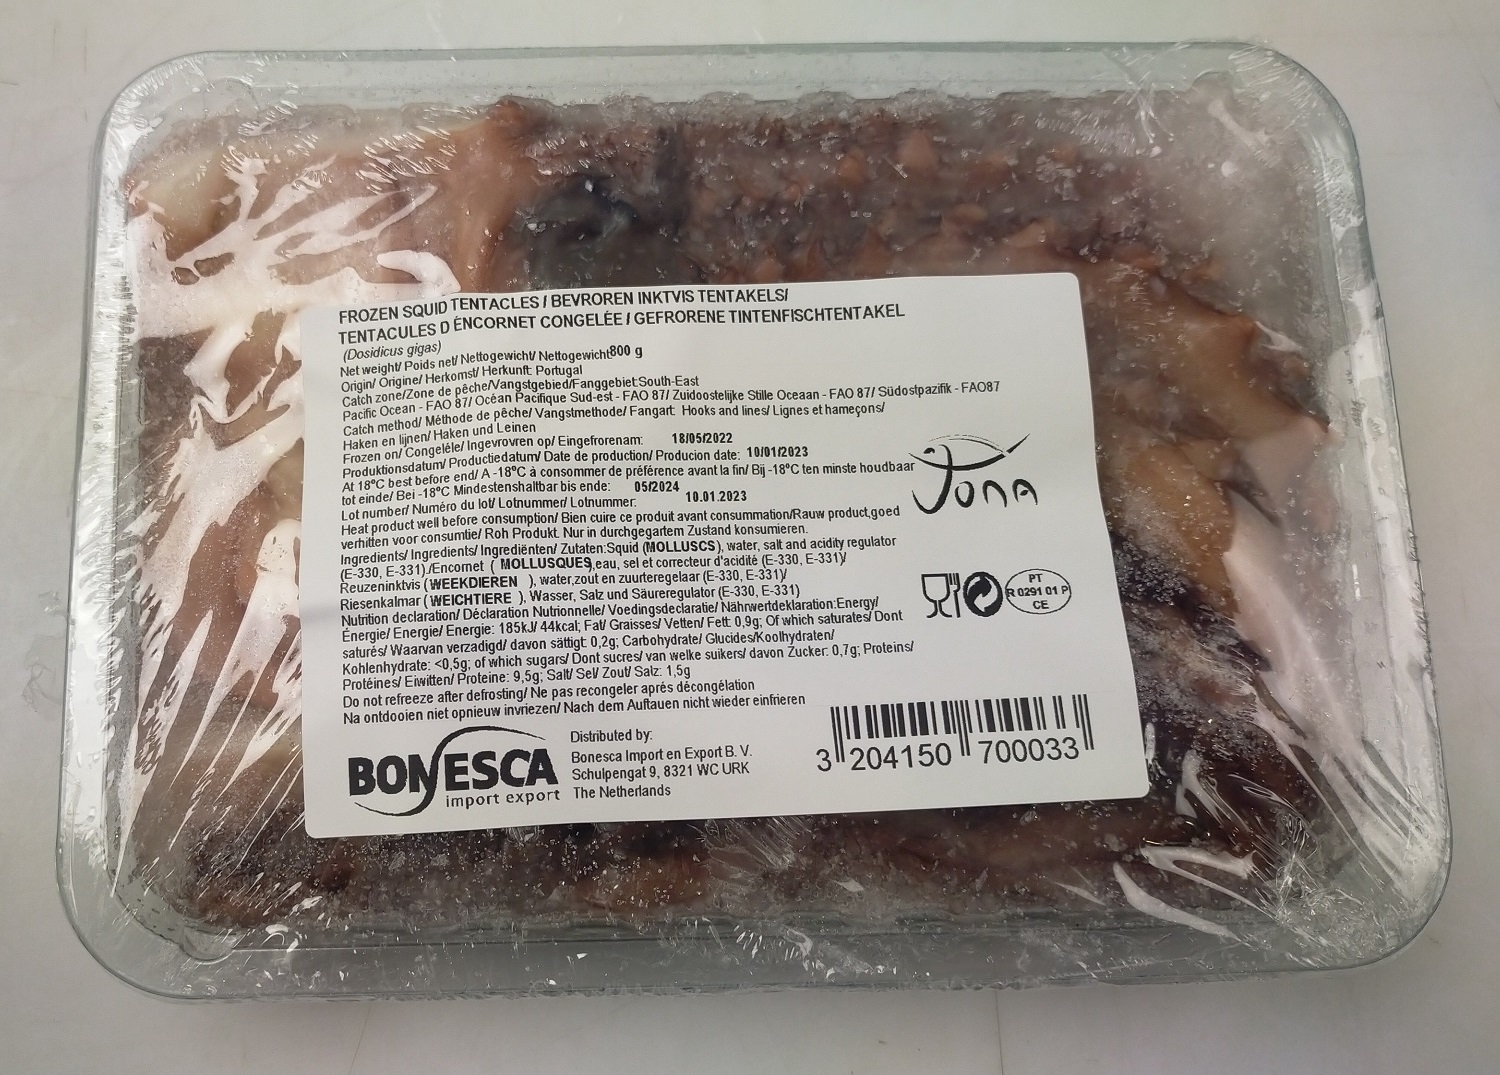 FROZEN SQUID TENTACLES / BEVROREN INKTVIS TENTAKELS/
TENTACULES D ÉNCORNET CONGELÉE / GEFRORENE TINTENFISCHTENTAKEL
(Dosidicus gigas)
Net weight/ Poids net/ Nettogewicht/ Nettogewicht:800 g
Origin/ Origine/ Herkomst/ Herkunft: Portugal
Catch zone/Zone de pêche/Vangstgebied/Fanggebiet:South-East
Pacific Ocean - FAO 87/ Océan Pacifique Sud-est - FAO 87/ Zuidoostelijke Stille Oceaan - FAO 87/ Südostpazifik - FAO87
Catch method/ Méthode de pêche/ Vangstmethode/ Fangart: Hooks and lines/ Lignes et hameçons/
Haken en lijnen/ Haken und Leinen
Frozen on/ Congeléle/ Ingevrovren op/ Eingefrorenam: 18/05/2022
Produktionsdatum/ Productiedatum/ Date de production/ Producion date: 10/01/2023
At 18ºC best before end/ A -18ºC à consommer de préférence avant la fin/ Bij -18ºC ten minste houdbaar
tot einde/ Bei -18ºC Mindestenshaltbar bis ende: 05/2024
Lot number/ Numéro du lot/ Lotnummer/ Lotnummer: 10.01.2023
Heat product well before consumption/ Bien cuire ce produit avant consummation/Rauw product,goed
verhitten voor consumtie/ Roh Produkt. Nur in durchgegartem Zustand konsumieren.
Ingredients/ Ingredients/ Ingrediënten/ Zutaten:Squid (MOLLUSCS), water, salt and acidity regulator
(E-330, E-331)./Encornet ( MOLLUSQUES),eau, sel et correcteur d'acidité (E-330, E-331)/
Reuzeninktvis (WEEKDIEREN ), water,zout en zuurteregelaar (E-330, E-331)/
Riesenkalmar (WEICHTIERE ), Wasser, Salz und Säureregulator (E-330, E-331)
Nutrition declaration/ Déclaration Nutrionnelle/ Voedingsdeclaratie/ Nährwertdeklaration:Energy/
Énergie/ Energie/ Energie: 185kJ/ 44kcal; Fat/ Graisses/ Vetten/ Fett: 0,9g; Of which saturates/ Dont
saturés/ Waarvan verzadigd/ davon sättigt: 0,2g; Carbohydrate/ Glucides/Koolhydraten/
Kohlenhydrate: <0,5g; of which sugars/ Dont sucres/ van welke suikers/ davon Zucker: 0,7g; Proteins/
Protéines/ Eiwitten/ Proteine: 9,5g; Salt/ Sel/ Zout/ Salz: 1,5g
Do not refreeze after defrosting/ Ne pas recongeler aprés décongélation
Na ontdooien niet opnieuw invriezen/ Nach dem Auftauen nicht wieder einfrieren
Jona
PT
R 0291 01 P
CE
BONESCA
import export
Distributed by:
Bonesca Import en Export B. V.
Schulpengat 9, 8321 WC URK
The Netherlands
3 204150 700033